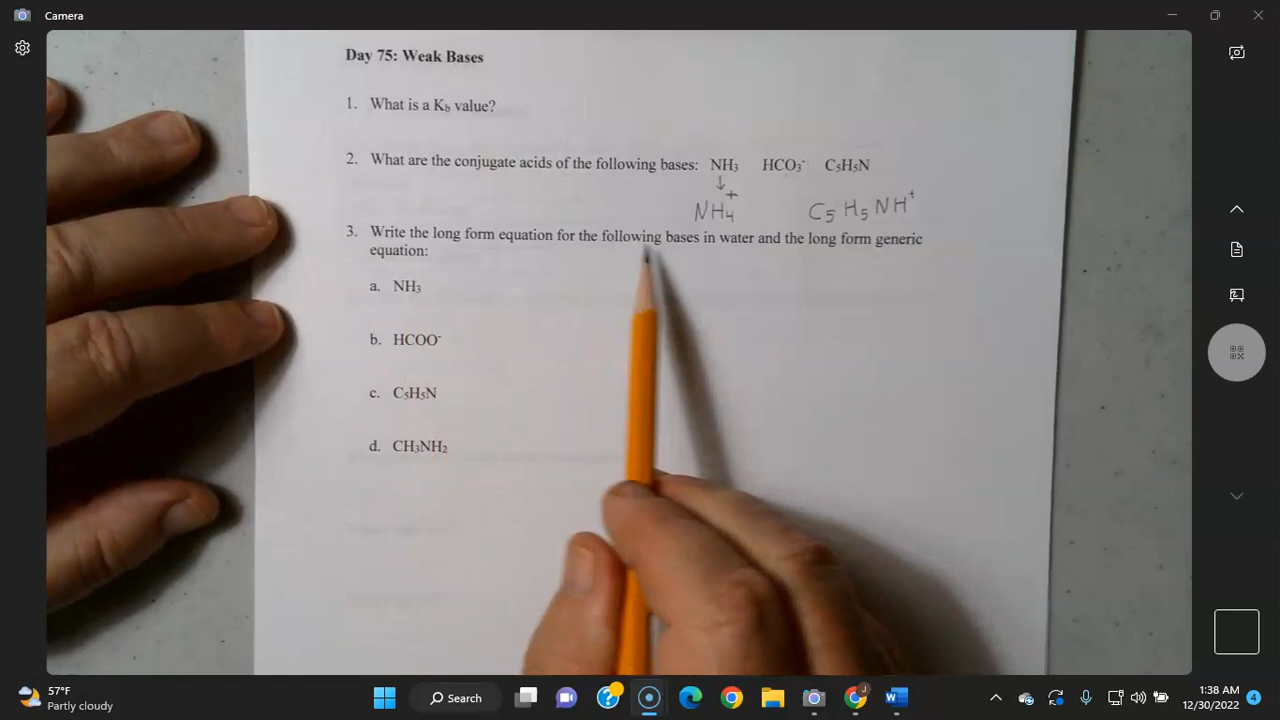 Camera
Day 75: Weak Bases
1. What is a Kb value?
2. What are the conjugate acids of the following bases: NH₃ HCO₃⁻ C₅H₅N
↓
NH₄⁺ C₅H₅NH⁺
3. Write the long form equation for the following bases in water and the long form generic
equation:
a. NH₃
b. HCOO⁻
c. C₅H₅N
d. CH₃NH₂
57°F
Partly cloudy
Search
1:38 AM
12/30/2022
4